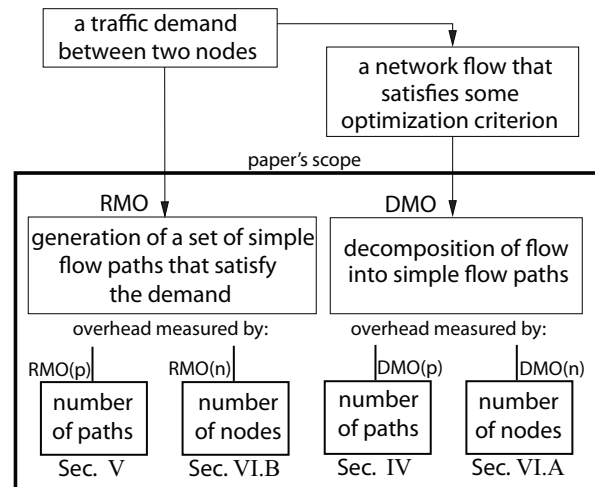 a traffic demand
between two nodes
a network flow that
satisfies some
optimization criterion
paper's scope
RMO
DMO
generation of a set of simple
flow paths that satisfy
the demand
decomposition of flow
into simple flow paths
overhead measured by:
overhead measured by:
RMO(p)
RMO(n)
DMO(p)
DMO(n)
number
of paths
number
of nodes
number
of paths
number
of nodes
Sec. V
Sec. VI.B
Sec. IV
Sec. VI.A